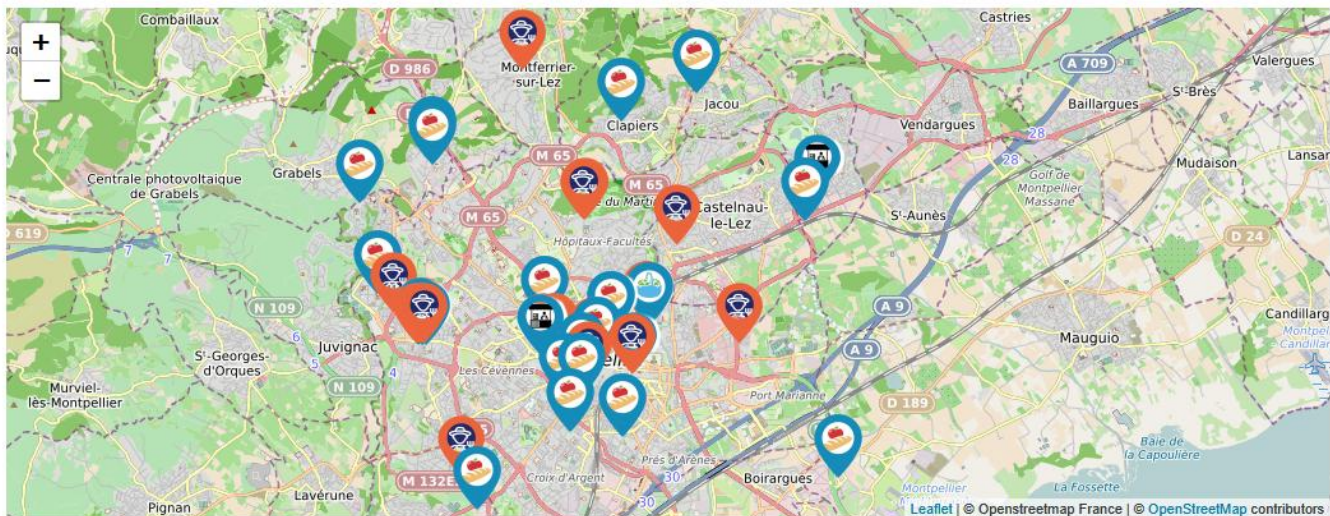 +
−
Combaillaux
Castries
D 986
Montferrier-
sur-Lez
A 709
Valergues
Sᵗ-Brès
Baillargues
Jacou
Clapiers
Vendargues
28
28
M 65
Grabels
Centrale photovoltaïque
de Grabels
Mudaison
Lansar
Golf de
Montpellier
Massane
M 65
Castelnau-
le-Lez
Sᵗ-Aunès
M 65
D 619
7
7
Hôpitaux-Facultés
D 24
N 109
A 9
Candillarg
Juvignac
6
5
Mauguio
Sᵗ-Georges-
d'Orques
N 109
4
Les Cévennes
A 9
Murviel-
lès-Montpellier
Port Marianne
D 189
Baie de
la Capoulière
Prés d'Arènes
Croix d'Argent
30
Boirargues
M 132E
La Fossette
Lavérune
Pignan
30
Leaflet | © Openstreetmap France | © OpenStreetMap contributors